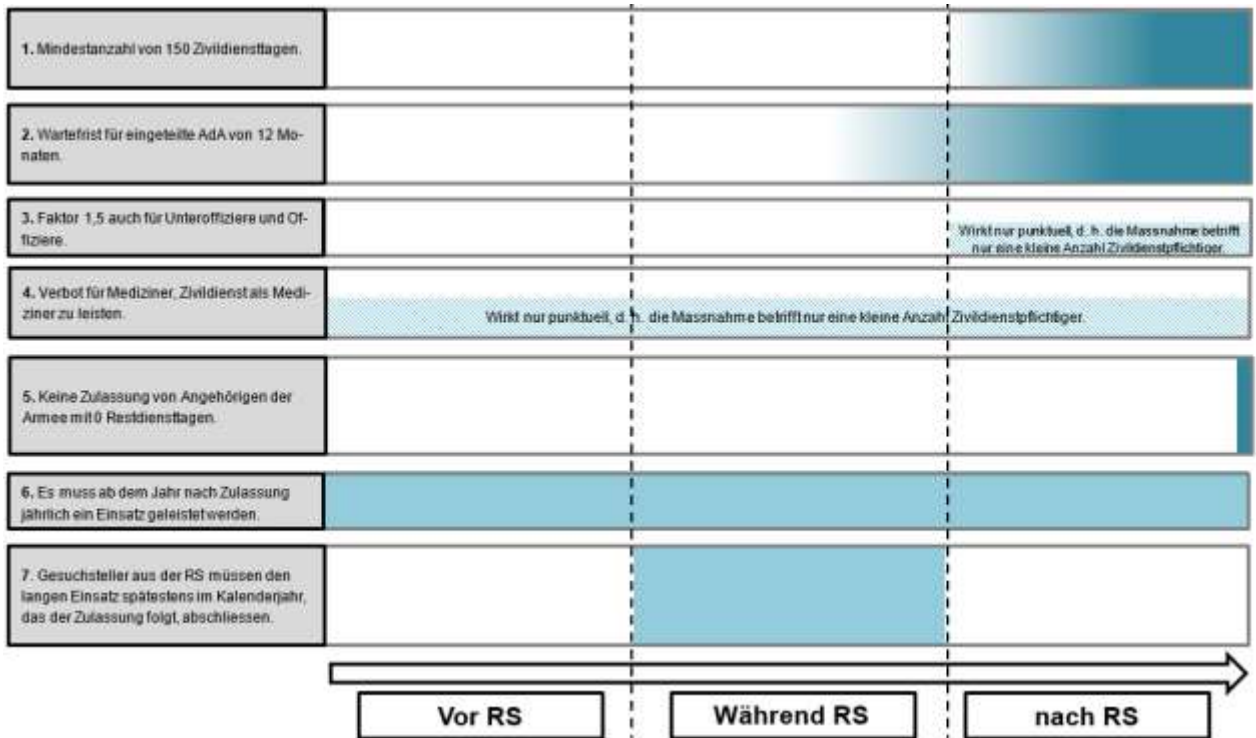 1. Mindestanzahl von 150 Zivildiensttagen.
2. Wartefrist für eingeteilte AdA von 12 Mo-
naten.
3. Faktor 1,5 auch für Unteroffiziere und Of-
fiziere.
Wirkt nur punktuell, d. h. die Massnahme betrifft
nur eine kleine Anzahl Zivildienstpflichtiger.
4. Verbot für Mediziner, Zivildienst als Medi-
ziner zu leisten.
Wirkt nur punktuell, d. h. die Massnahme betrifft nur eine kleine Anzahl Zivildienstpflichtiger.
5. Keine Zulassung von Angehörigen der
Armee mit 0 Restdiensttagen.
6. Es muss ab dem Jahr nach Zulassung
jährlich ein Einsatz geleistet werden.
7. Gesuchsteller aus der RS müssen den
langen Einsatz spätestens im Kalenderjahr,
das der Zulassung folgt, abschliessen.
Vor RS
Während RS
nach RS